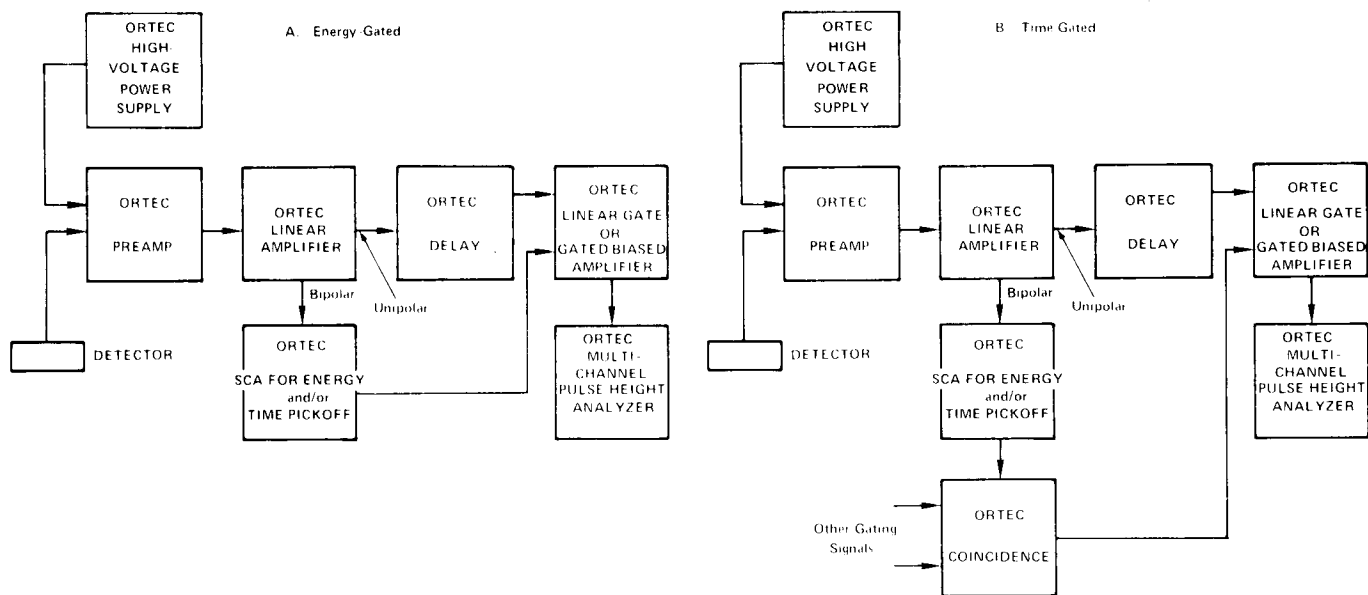 A. Energy-Gated
ORTEC
HIGH-
VOLTAGE
POWER
SUPPLY
ORTEC
PREAMP
ORTEC
LINEAR
AMPLIFIER
ORTEC
DELAY
ORTEC
LINEAR GATE
OR
GATED BIASED
AMPLIFIER
Bipolar
Unipolar
DETECTOR
ORTEC
SCA FOR ENERGY
and/or
TIME PICKOFF
ORTEC
MULTI-
CHANNEL
PULSE HEIGHT
ANALYZER
B Time Gated
ORTEC
HIGH
VOLTAGE
POWER
SUPPLY
ORTEC
PREAMP
ORTEC
LINEAR
AMPLIFIER
ORTEC
DELAY
ORTEC
LINEAR GATE
OR
GATED BIASED
AMPLIFIER
Bipolar
Unipolar
DETECTOR
ORTEC
SCA FOR ENERGY
and/or
TIME PICKOFF
ORTEC
MULTI-
CHANNEL
PULSE HEIGHT
ANALYZER
Other Gating
Signals
ORTEC
COINCIDENCE